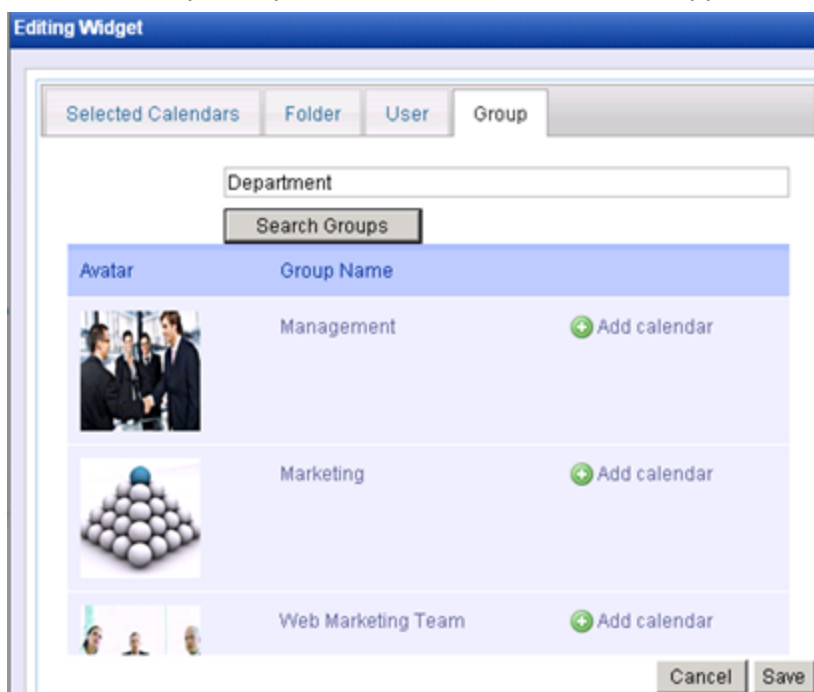 Editing Widget
Selected Calendars Folder User Group
Department
Search Groups
Avatar Group Name
Management Add calendar
Marketing Add calendar
Web Marketing Team Add calendar
Cancel Save